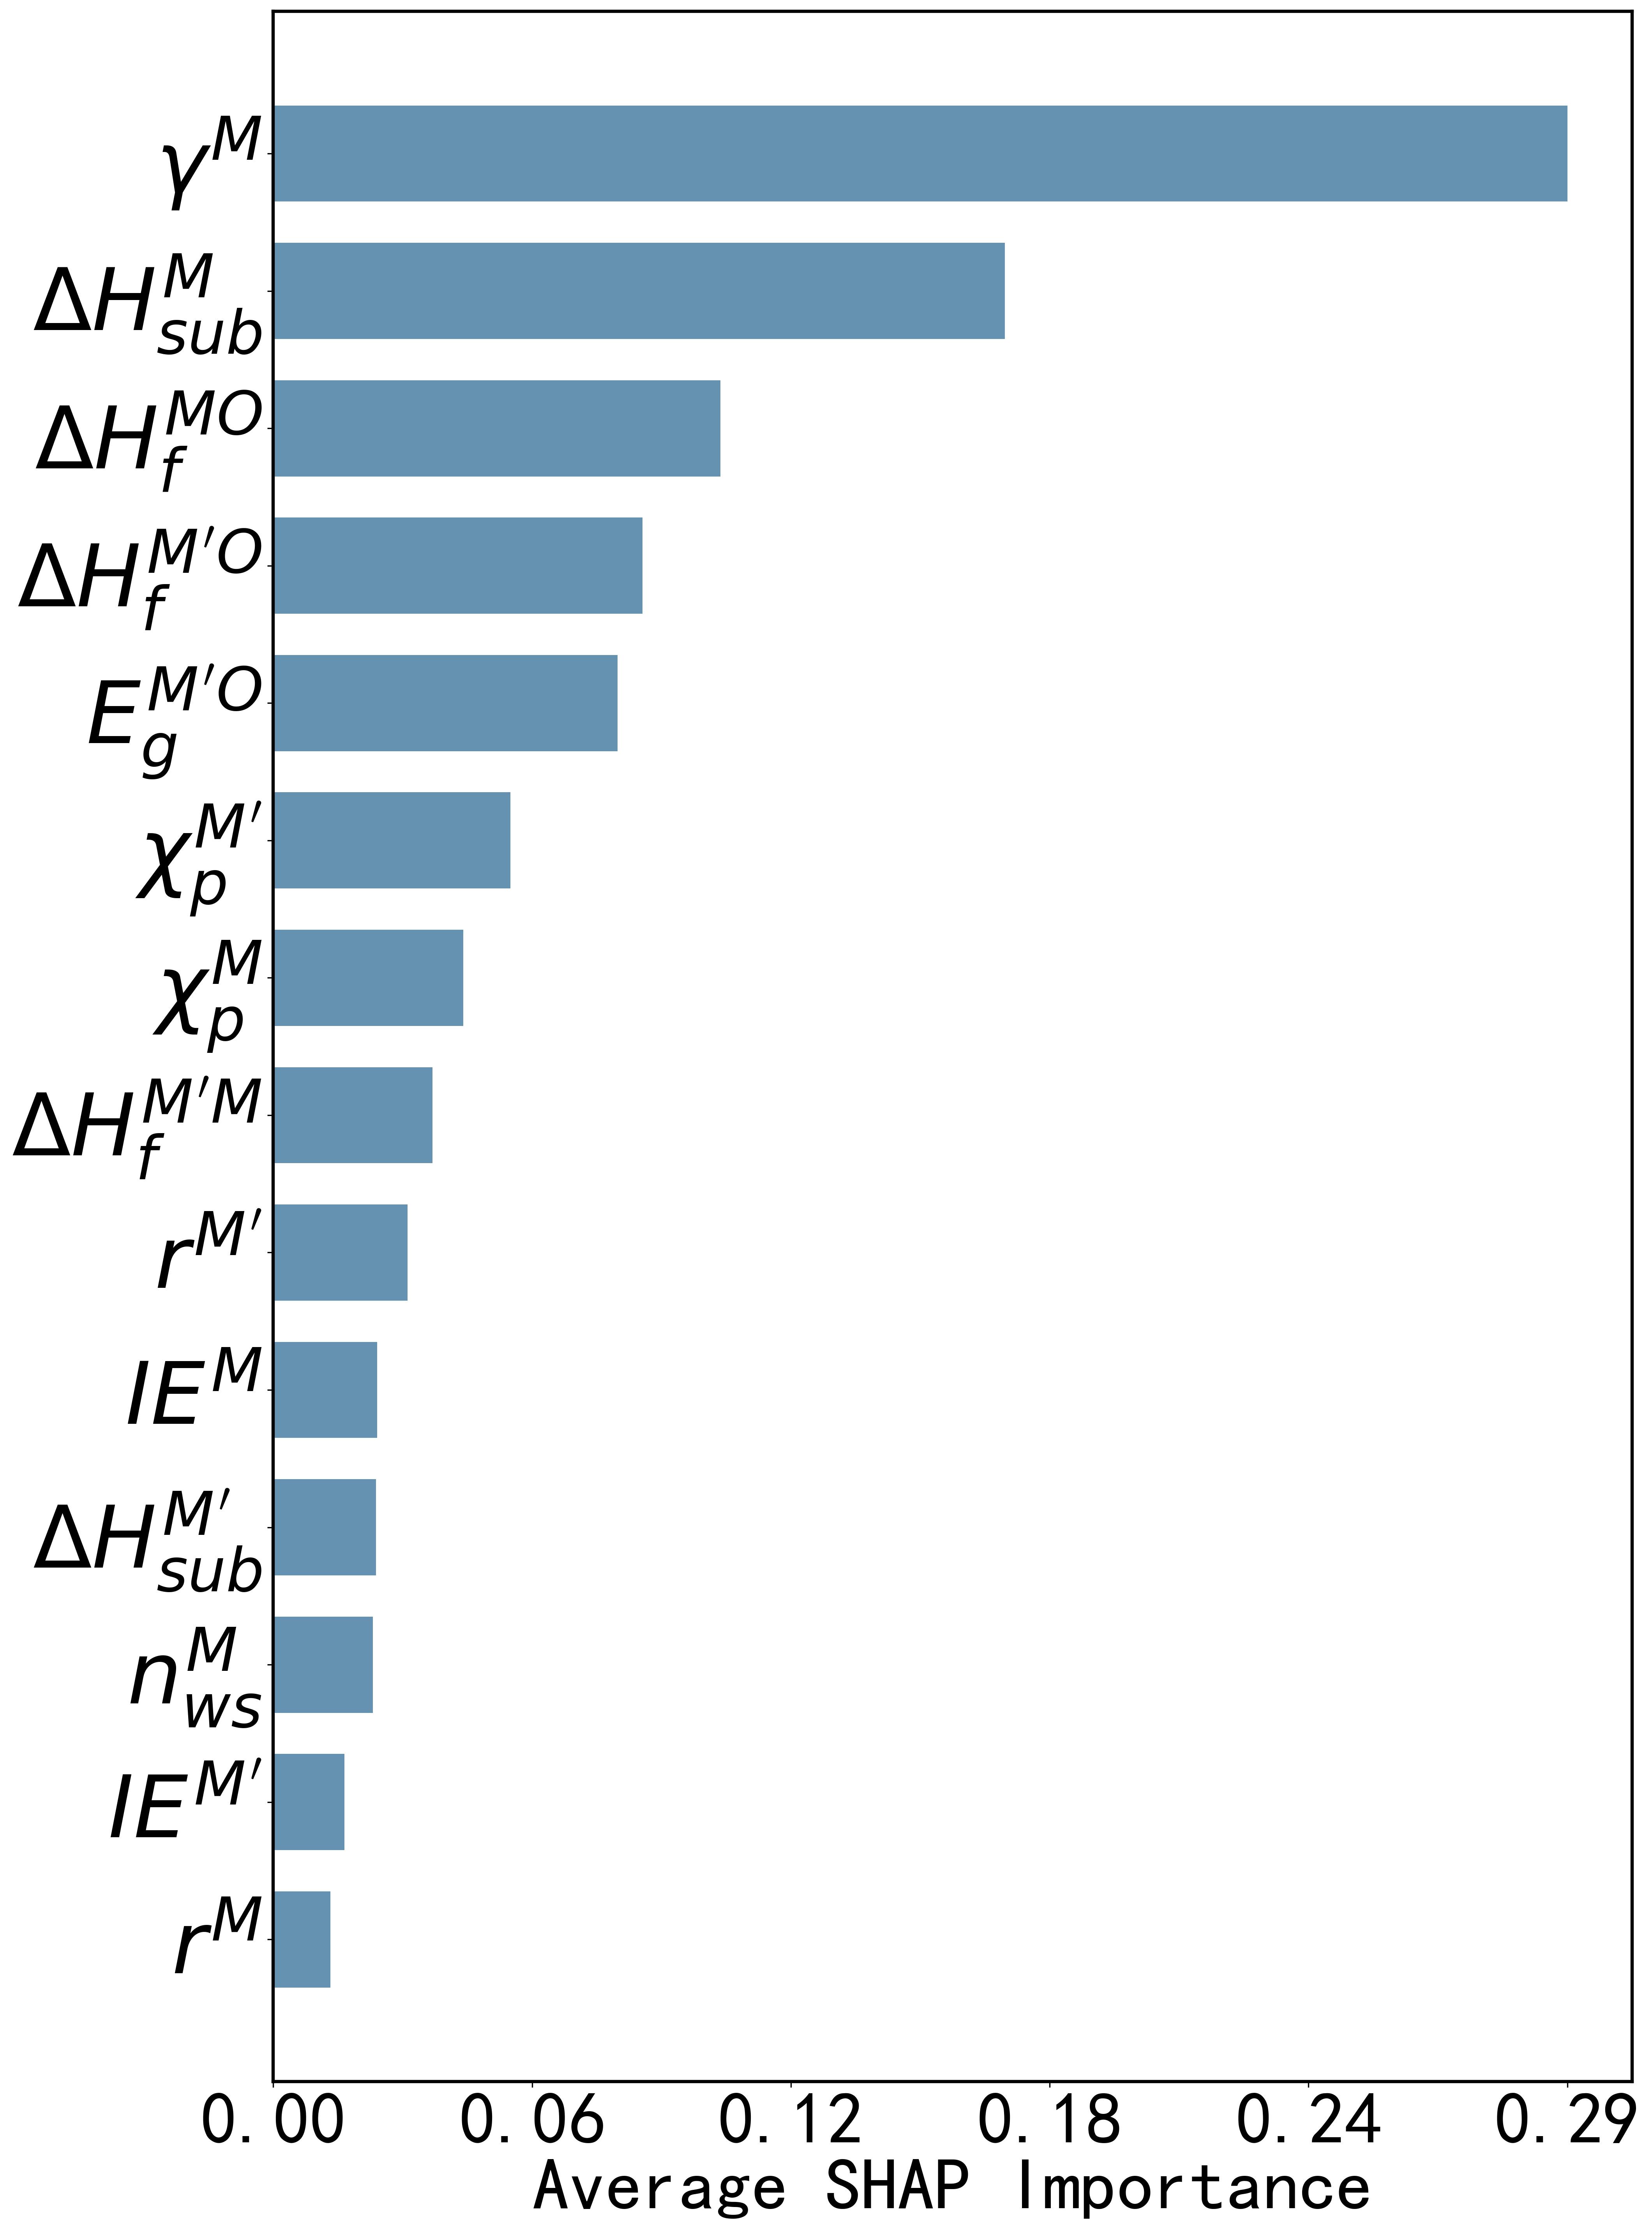 γ^M
ΔH_sub^M
ΔH_f^MO
ΔH_f^M′O
E_g^M′O
χ_p^M′
χ_p^M
ΔH_f^M′M
r^M′
IE^M
ΔH_sub^M′
n_ws^M
IE^M′
r^M
0.00 0.06 0.12 0.18 0.24 0.29
Average SHAP Importance